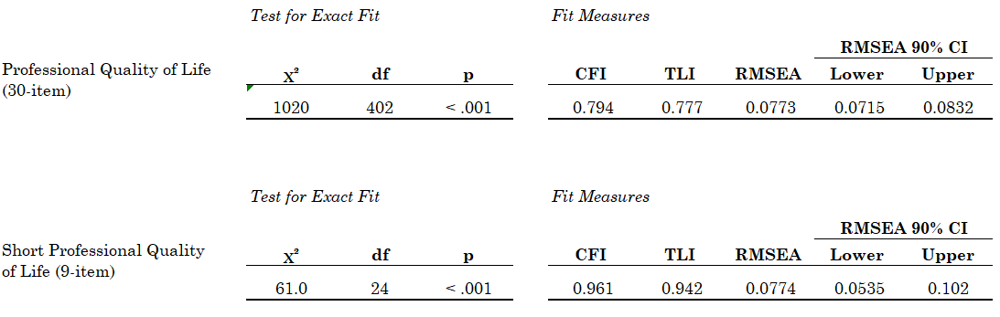 Test for Exact Fit Fit Measures
RMSEA 90% CI
Professional Quality of Life
(30-item)
χ² df p CFI TLI RMSEA Lower Upper
1020 402 < .001 0.794 0.777 0.0773 0.0715 0.0832
Test for Exact Fit Fit Measures
RMSEA 90% CI
Short Professional Quality
of Life (9-item)
χ² df p CFI TLI RMSEA Lower Upper
61.0 24 < .001 0.961 0.942 0.0774 0.0535 0.102